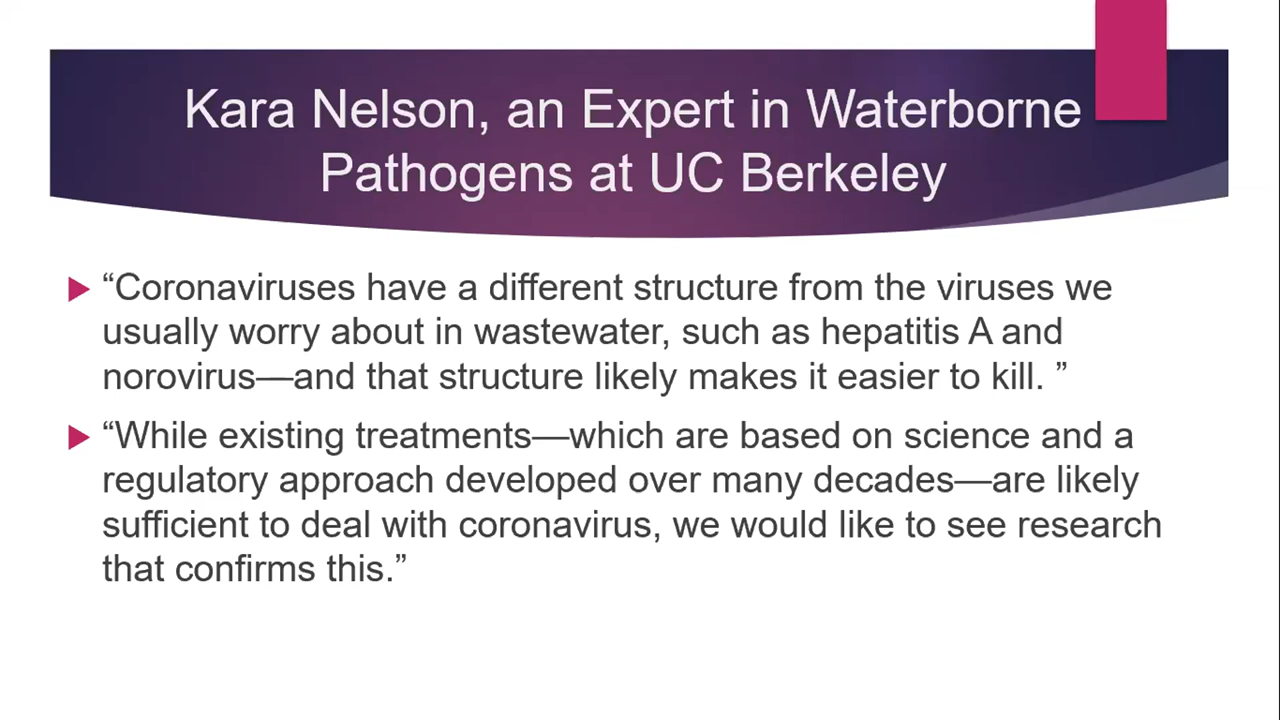 Kara Nelson, an Expert in Waterborne
Pathogens at UC Berkeley
“Coronaviruses have a different structure from the viruses we
usually worry about in wastewater, such as hepatitis A and
norovirus—and that structure likely makes it easier to kill. ”
“While existing treatments—which are based on science and a
regulatory approach developed over many decades—are likely
sufficient to deal with coronavirus, we would like to see research
that confirms this.”